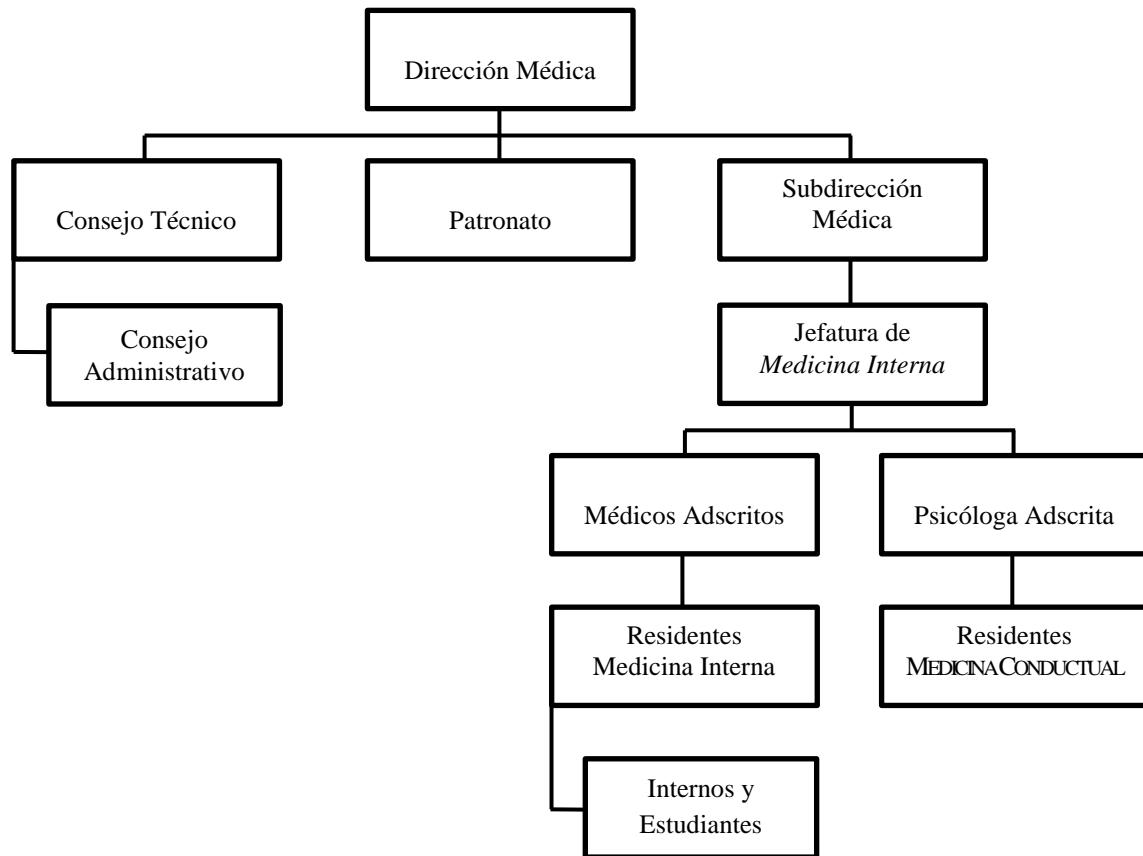 Dirección Médica
Consejo Técnico
Patronato
Subdirección
Médica
Consejo
Administrativo
Jefatura de
Medicina Interna
Médicos Adscritos
Psicóloga Adscrita
Residentes
Medicina Interna
Residentes
MEDICINA CONDUCTUAL
Internos y
Estudiantes